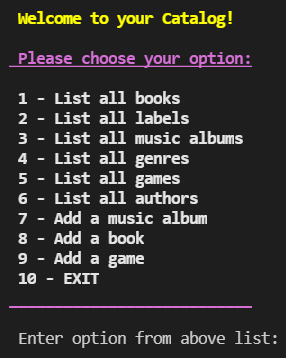 Welcome to your Catalog!
Please choose your option:
1 - List all books
2 - List all labels
3 - List all music albums
4 - List all genres
5 - List all games
6 - List all authors
7 - Add a music album
8 - Add a book
9 - Add a game
10 - EXIT
Enter option from above list: